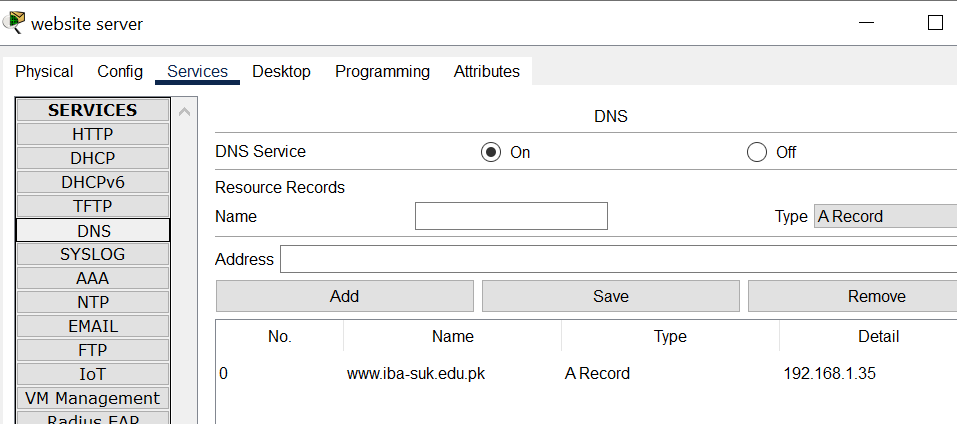 website server
Physical Config Services Desktop Programming Attributes
SERVICES
HTTP
DHCP
DHCPv6
TFTP
DNS
SYSLOG
AAA
NTP
EMAIL
FTP
IoT
VM Management
Radius EAP
DNS
DNS Service On Off
Resource Records
Name Type A Record
Address
Add Save Remove
No. Name Type Detail
0 www.iba-suk.edu.pk A Record 192.168.1.35